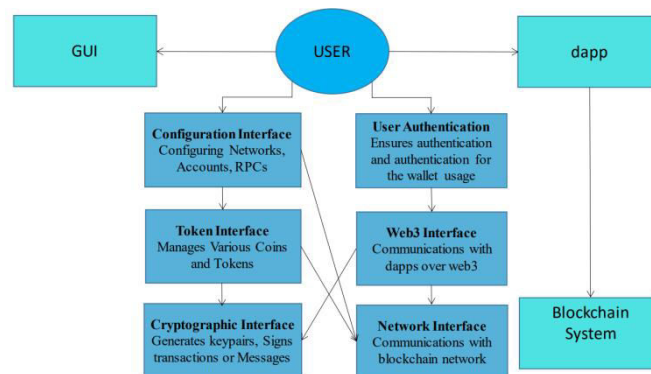 GUI
USER
dapp
Configuration Interface
Configuring Networks,
Accounts, RPCs
User Authentication
Ensures authentication
and authentication for
the wallet usage
Token Interface
Manages Various Coins
and Tokens
Web3 Interface
Communications with
dapps over web3
Cryptographic Interface
Generates keypairs, Signs
transactions or Messages
Network Interface
Communications with
blockchain network
Blockchain
System